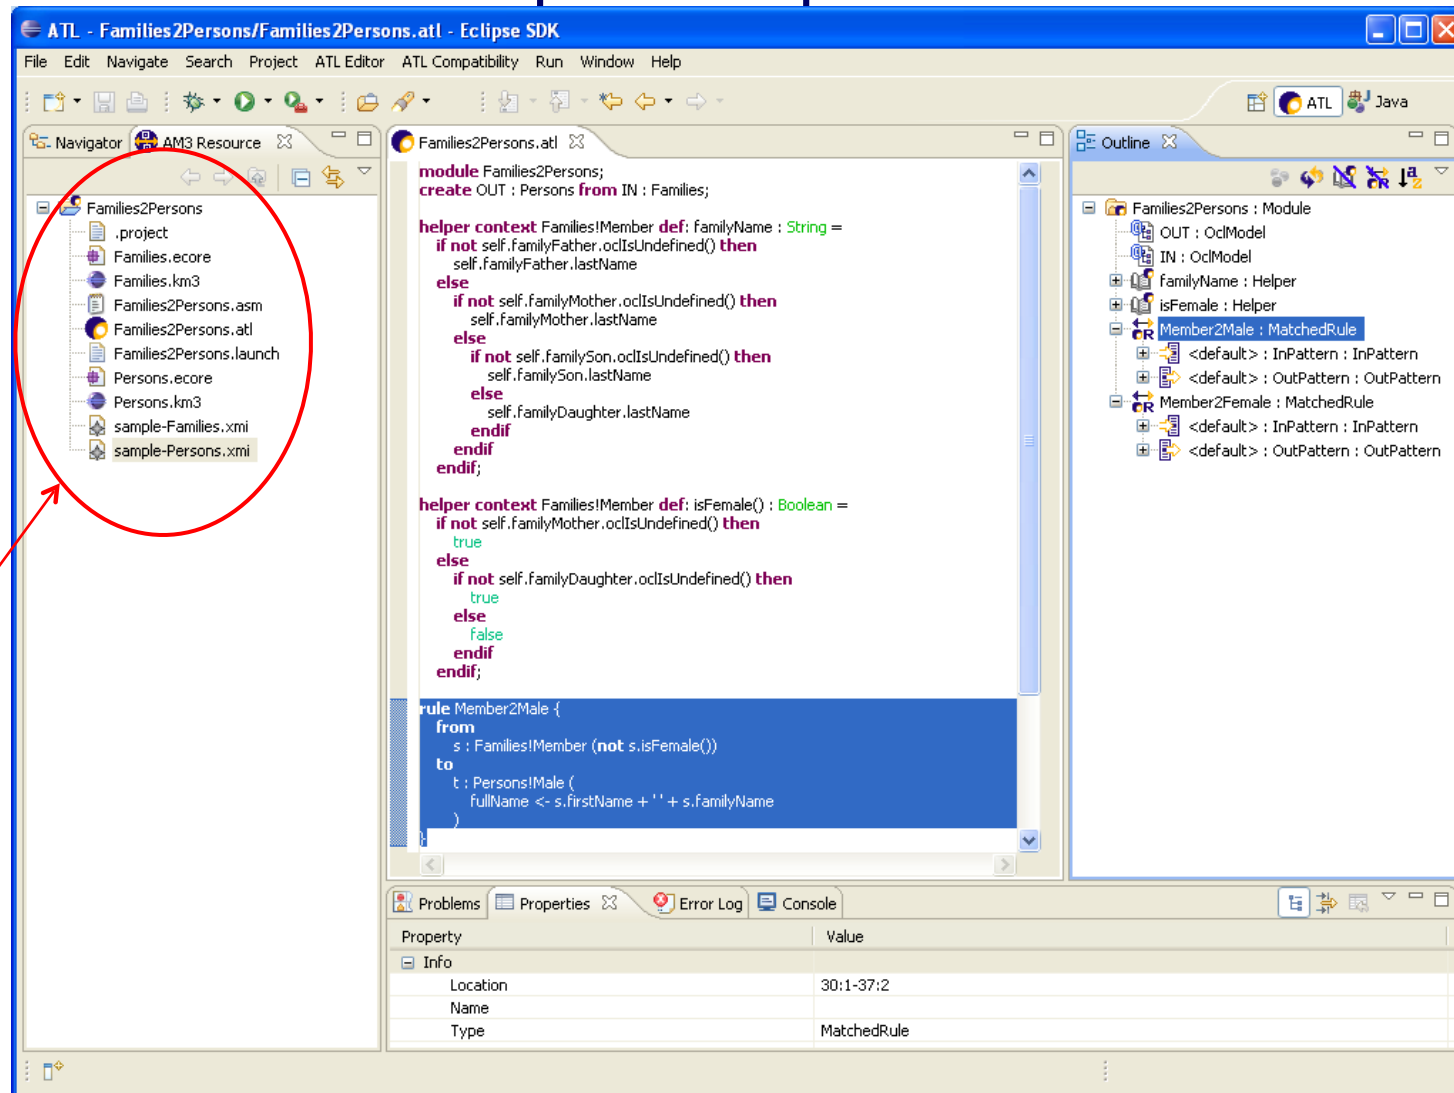 ATL - Families2Persons/Families2Persons.atl - Eclipse SDK
File Edit Navigate Search Project ATL Editor ATL Compatibility Run Window Help
ATL Java
Navigator AM3 Resource
Families2Persons
.project
Families.ecore
Families.km3
Families2Persons.asm
Families2Persons.atl
Families2Persons.launch
Persons.ecore
Persons.km3
sample-Families.xmi
sample-Persons.xmi
Families2Persons.atl
module Families2Persons;
create OUT : Persons from IN : Families;
helper context Families!Member def: familyName : String =
if not self.familyFather.oclIsUndefined() then
self.familyFather.lastName
else
if not self.familyMother.oclIsUndefined() then
self.familyMother.lastName
else
if not self.familySon.oclIsUndefined() then
self.familySon.lastName
else
self.familyDaughter.lastName
endif
endif
endif;
helper context Families!Member def: isFemale() : Boolean =
if not self.familyMother.oclIsUndefined() then
true
else
if not self.familyDaughter.oclIsUndefined() then
true
else
false
endif
endif;
rule Member2Male {
from
s : Families!Member (not s.isFemale())
to
t : Persons!Male (
fullName <- s.firstName + ' ' + s.familyName
)
}
Outline
Families2Persons : Module
OUT : OclModel
IN : OclModel
familyName : Helper
isFemale : Helper
Member2Male : MatchedRule
<default> : InPattern : InPattern
<default> : OutPattern : OutPattern
Member2Female : MatchedRule
<default> : InPattern : InPattern
<default> : OutPattern : OutPattern
Problems Properties Error Log Console
Property Value
Info
Location 30:1-37:2
Name
Type MatchedRule